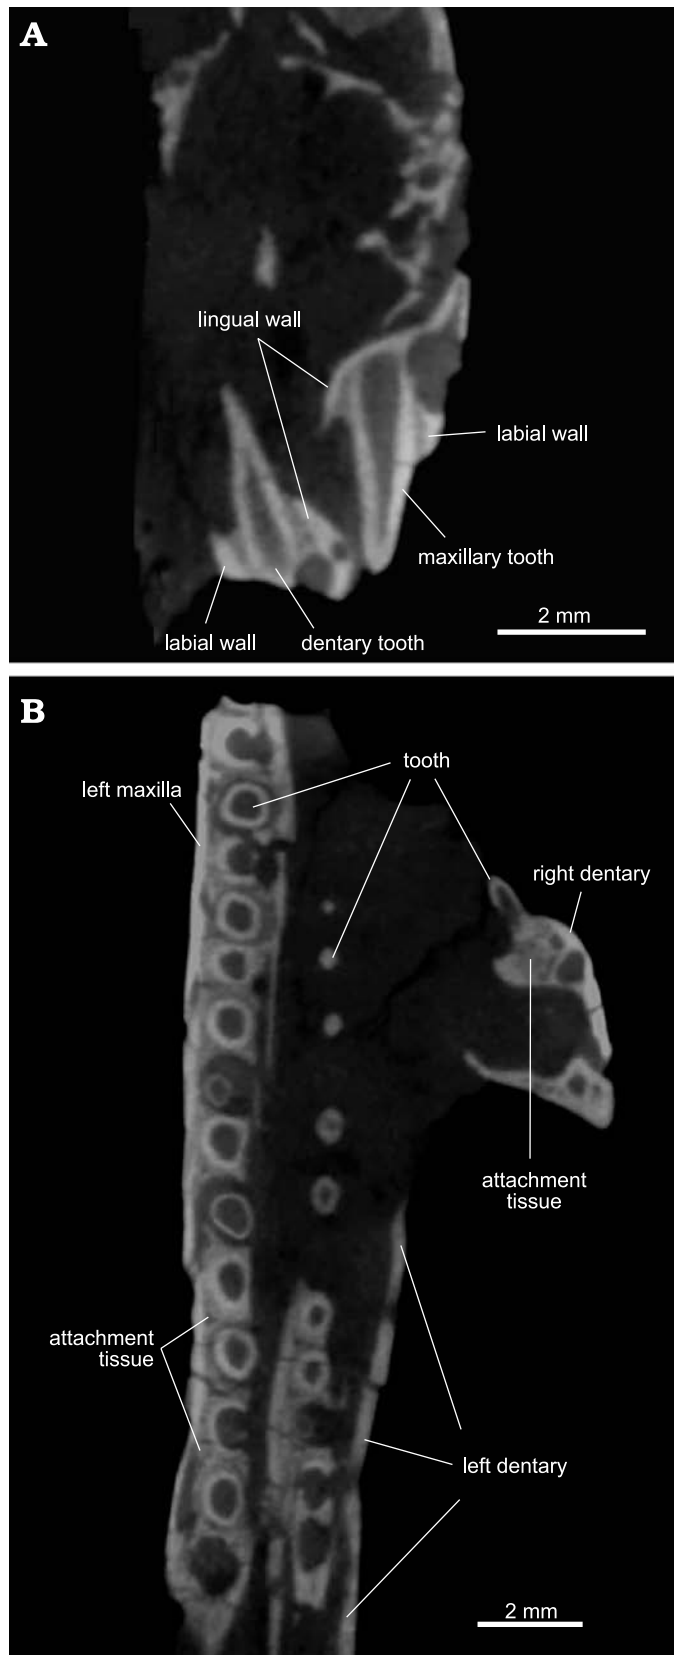 A
lingual wall
labial wall
maxillary tooth
labial wall
dentary tooth
2 mm
B
tooth
left maxilla
right dentary
attachment
tissue
attachment
tissue
left dentary
2 mm